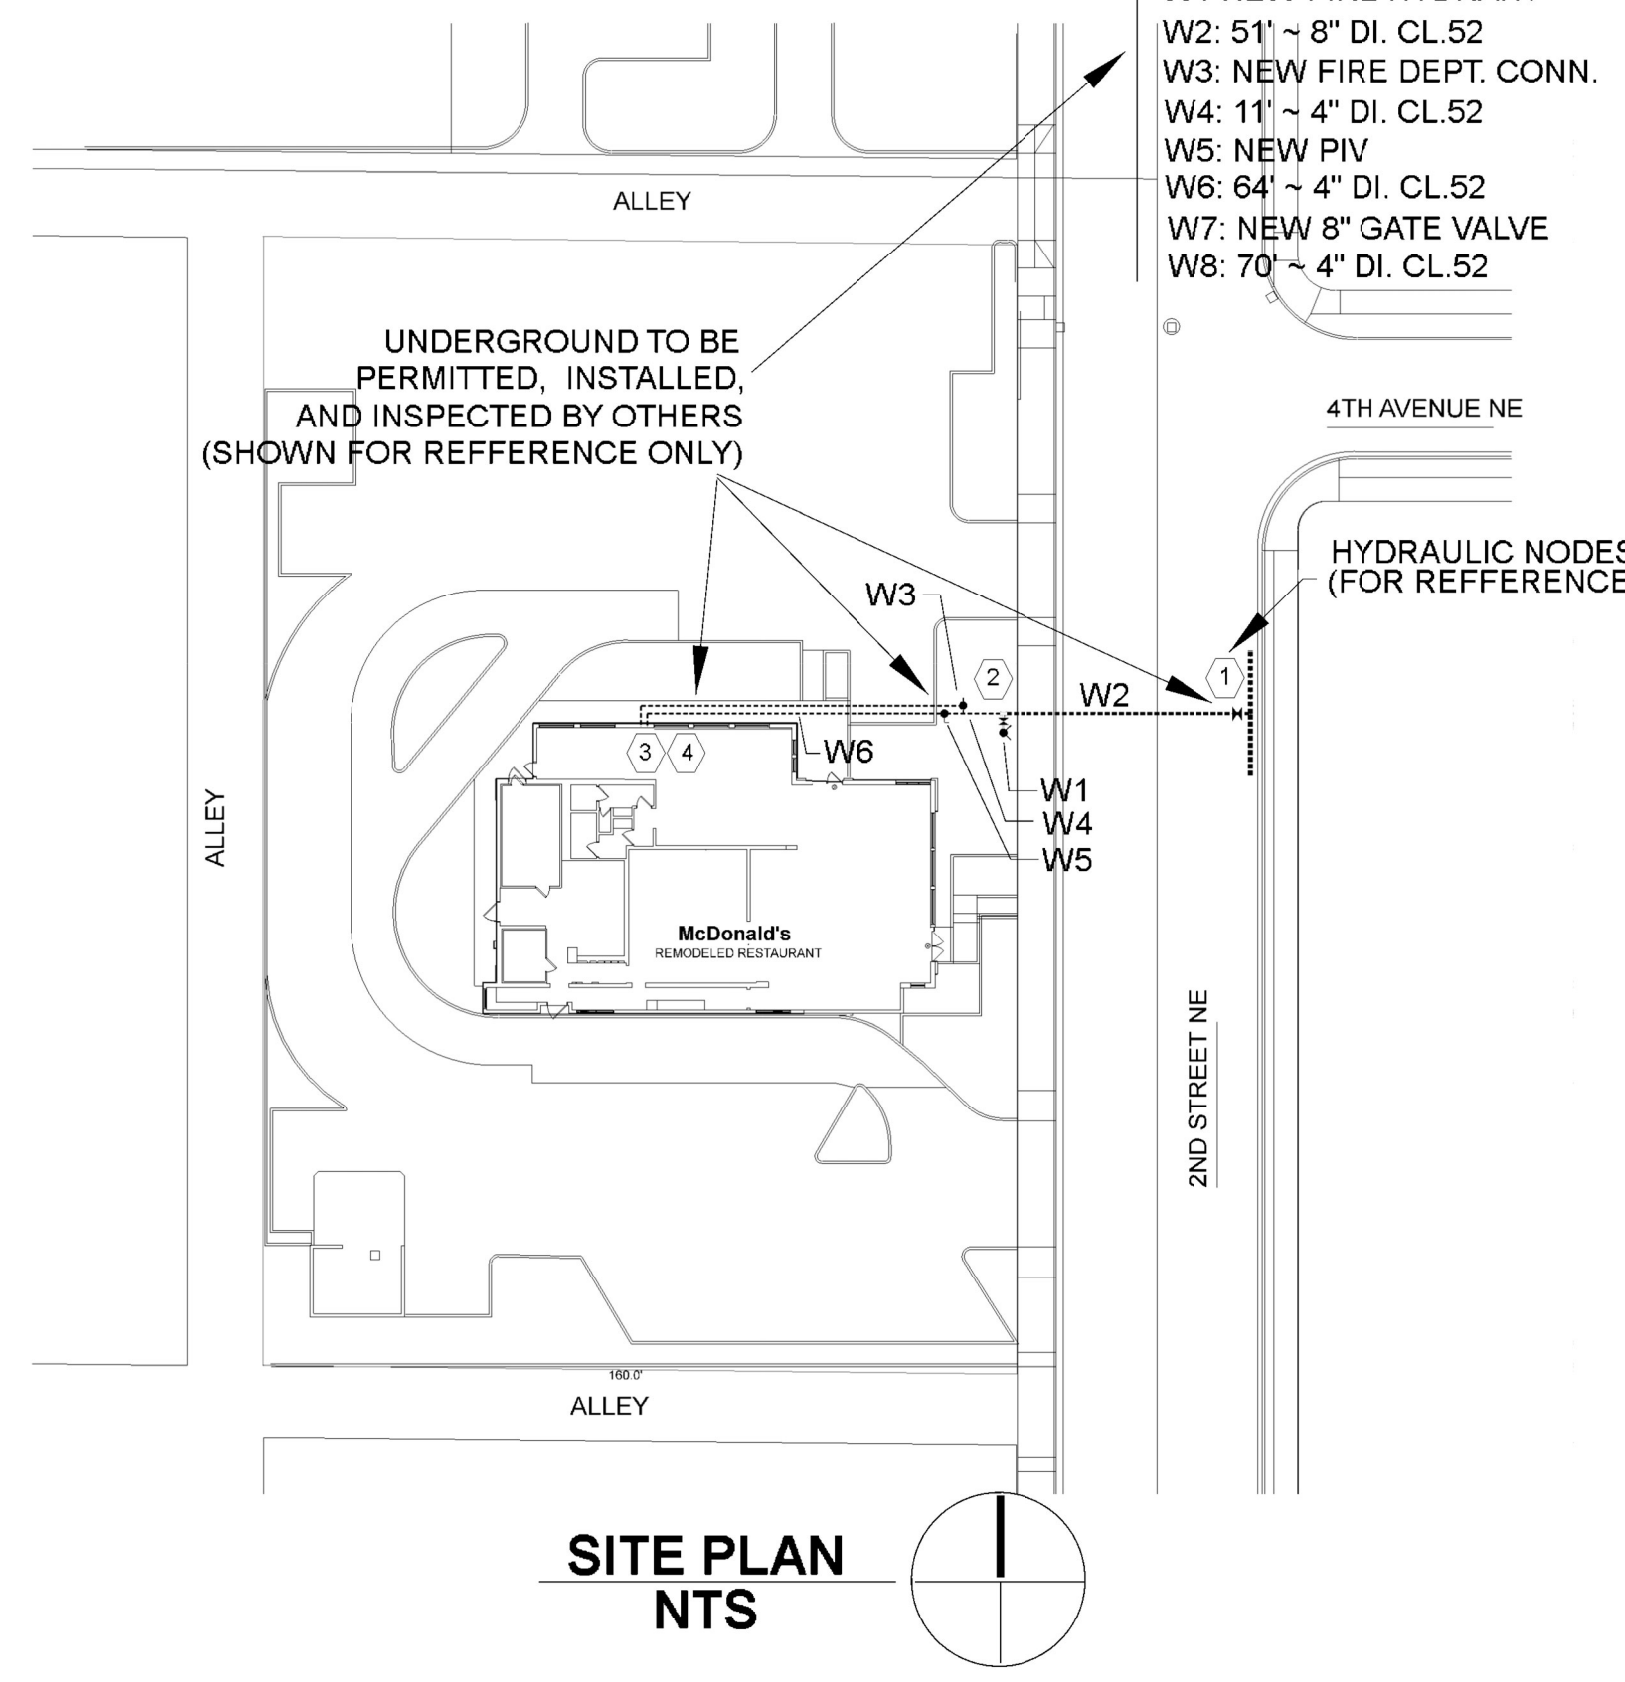 W2: 51' ~ 8" DI. CL.52
W3: NEW FIRE DEPT. CONN.
W4: 11' ~ 4" DI. CL.52
W5: NEW PIV
W6: 64' ~ 4" DI. CL.52
W7: NEW 8" GATE VALVE
W8: 70' ~ 4" DI. CL.52
ALLEY
UNDERGROUND TO BE
PERMITTED, INSTALLED,
AND INSPECTED BY OTHERS
(SHOWN FOR REFFERENCE ONLY)
4TH AVENUE NE
HYDRAULIC NODES
(FOR REFFERENCE
W3
2
1
W2
3
4
W6
W1
W4
W5
ALLEY
McDonald's
REMODELED RESTAURANT
2ND STREET NE
160.0'
ALLEY
SITE PLAN
NTS